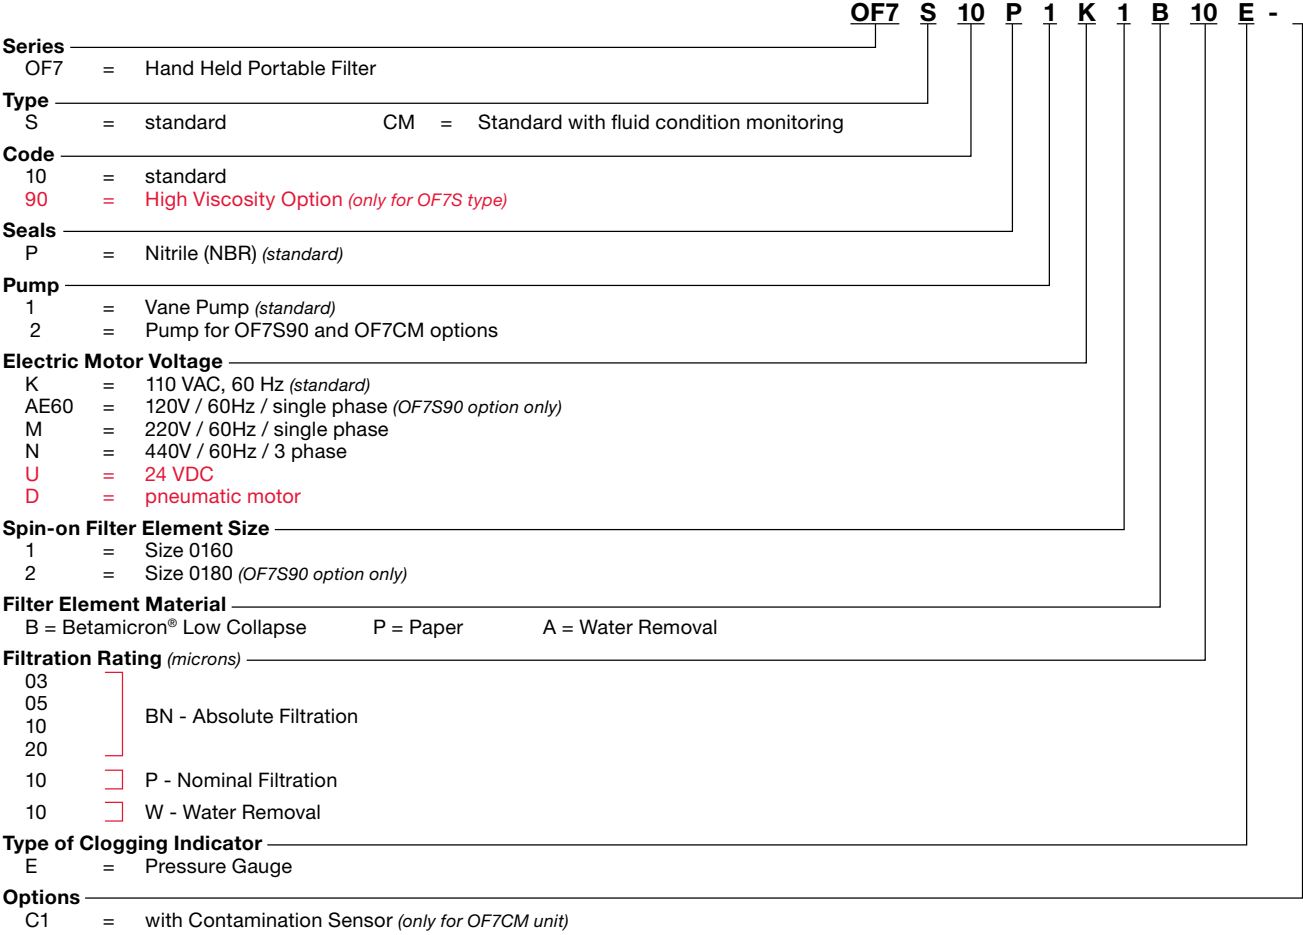 OF7 S 10 P 1 K 1 B 10 E -
Series
OF7 = Hand Held Portable Filter
Type
S = standard CM = Standard with fluid condition monitoring
Code
10 = standard
90 = High Viscosity Option (only for OF7S type)
Seals
P = Nitrile (NBR) (standard)
Pump
1 = Vane Pump (standard)
2 = Pump for OF7S90 and OF7CM options
Electric Motor Voltage
K = 110 VAC, 60 Hz (standard)
AE60 = 120V / 60Hz / single phase (OF7S90 option only)
M = 220V / 60Hz / single phase
N = 440V / 60Hz / 3 phase
U = 24 VDC
D = pneumatic motor
Spin-on Filter Element Size
1 = Size 0160
2 = Size 0180 (OF7S90 option only)
Filter Element Material
B = Betamicron® Low Collapse P = Paper A = Water Removal
Filtration Rating (microns)
03
05
BN - Absolute Filtration
10
20
10 P - Nominal Filtration
10 W - Water Removal
Type of Clogging Indicator
E = Pressure Gauge
Options
C1 = with Contamination Sensor (only for OF7CM unit)